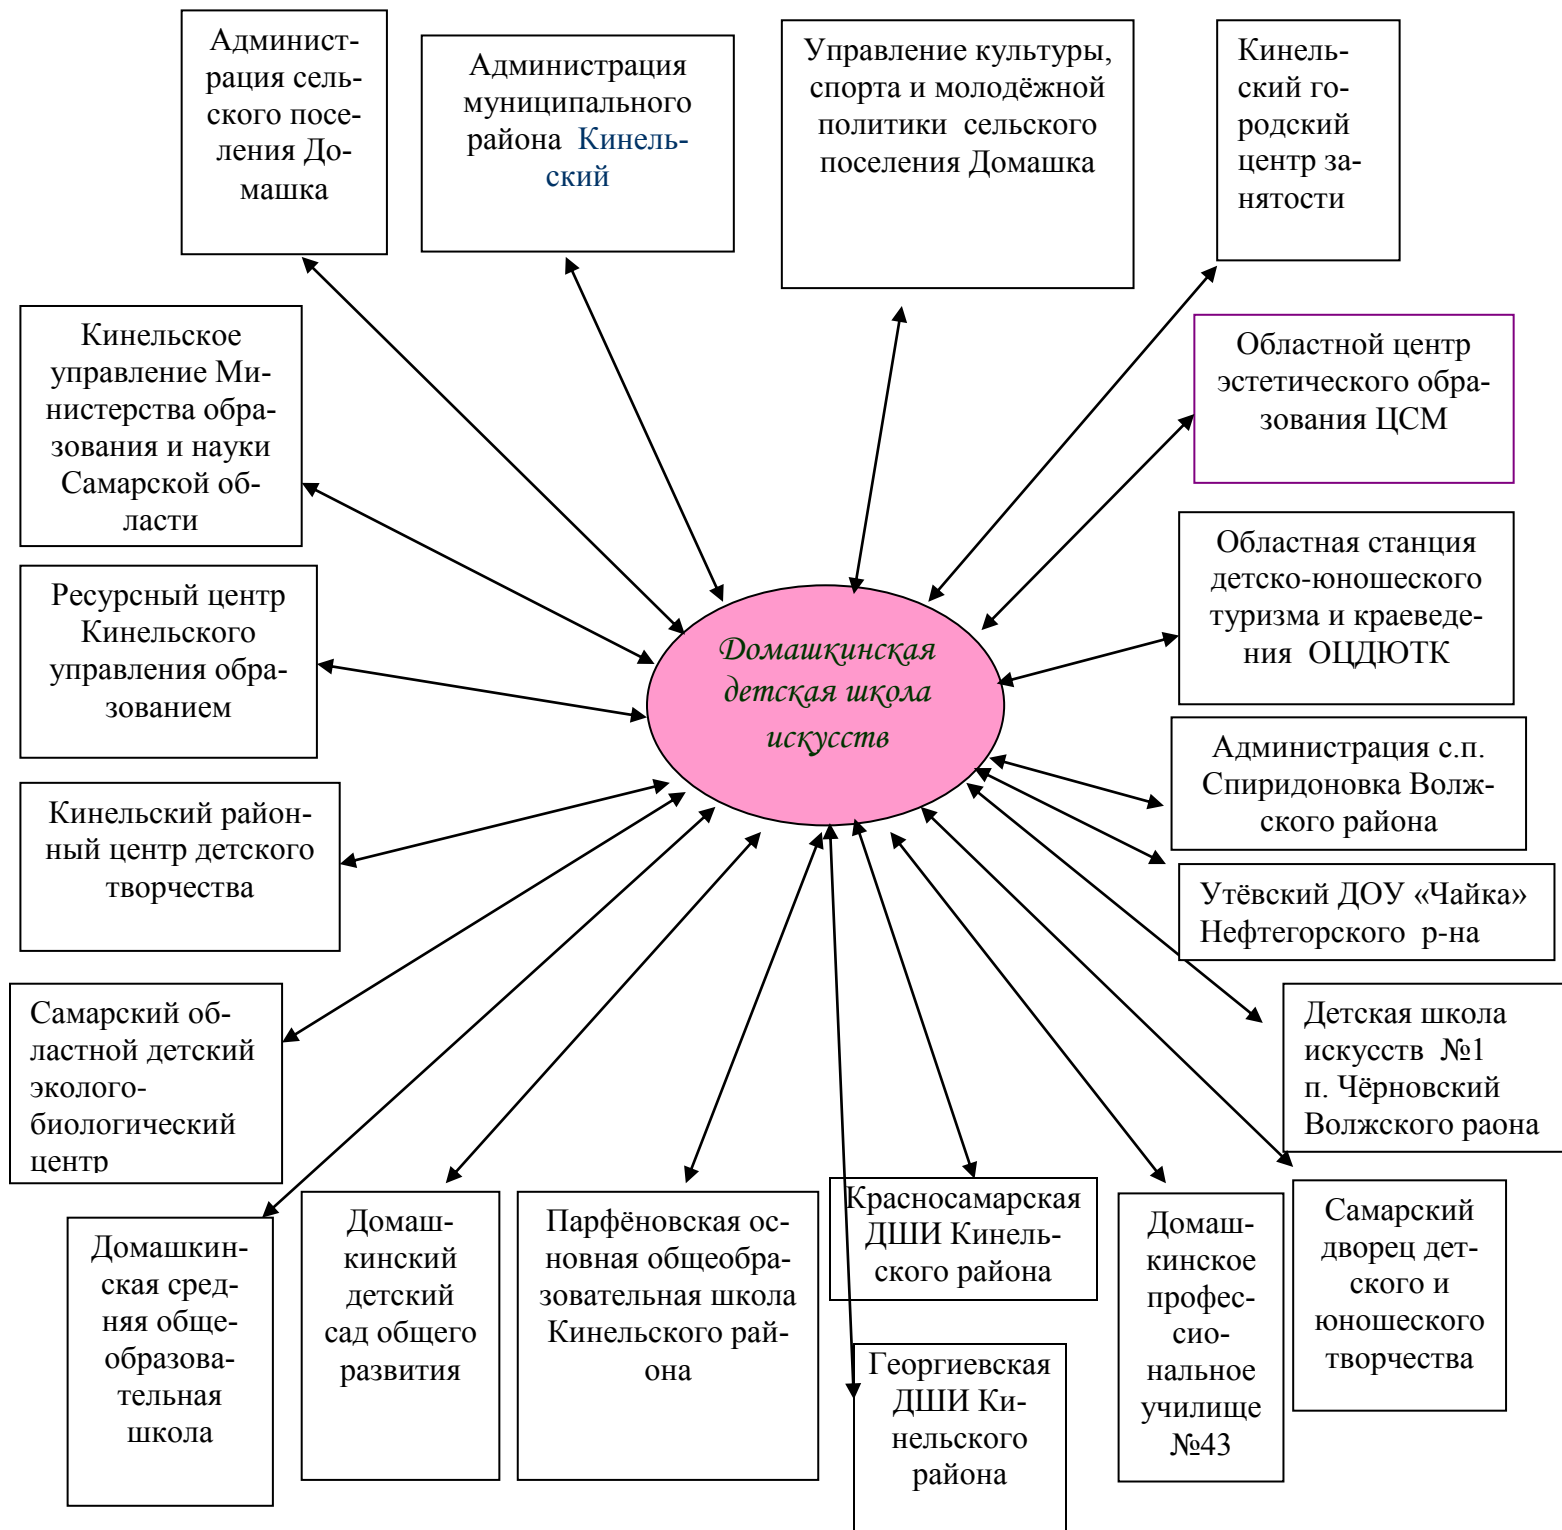 Админист-
рация сель-
ского посе-
ления До-
машка
Администрация
муниципального
района Кинель-
ский
Управление культуры,
спорта и молодёжной
политики сельского
поселения Домашка
Кинель-
ский го-
родский
центр за-
нятости
Кинельское
управление Ми-
нистерства обра-
зования и науки
Самарской об-
ласти
Областной центр
эстетического обра-
зования ЦСМ
Ресурсный центр
Кинельского
управления обра-
зованием
Областная станция
детско-юношеского
туризма и краеведе-
ния ОЦДЮТК
Домашкинская
детская школа
искусств
Администрация с.п.
Спиридоновка Волж-
ского района
Кинельский район-
ный центр детского
творчества
Утёвский ДОУ «Чайка»
Нефтегорского р-на
Самарский об-
ластной детский
эколого-
биологический
центр
Детская школа
искусств №1
п. Чёрновский
Волжского раона
Домашкин-
ская сред-
няя обще-
образова-
тельная
школа
Домаш-
кинский
детский
сад общего
развития
Парфёновская ос-
новная общеобра-
зовательная школа
Кинельского рай-
она
Красносамарская
ДШИ Кинель-
ского района
Георгиевская
ДШИ Ки-
нельского
района
Домаш-
кинское
профес-
сио-
нальное
училище
№43
Самарский
дворец дет-
ского и
юношеского
творчества